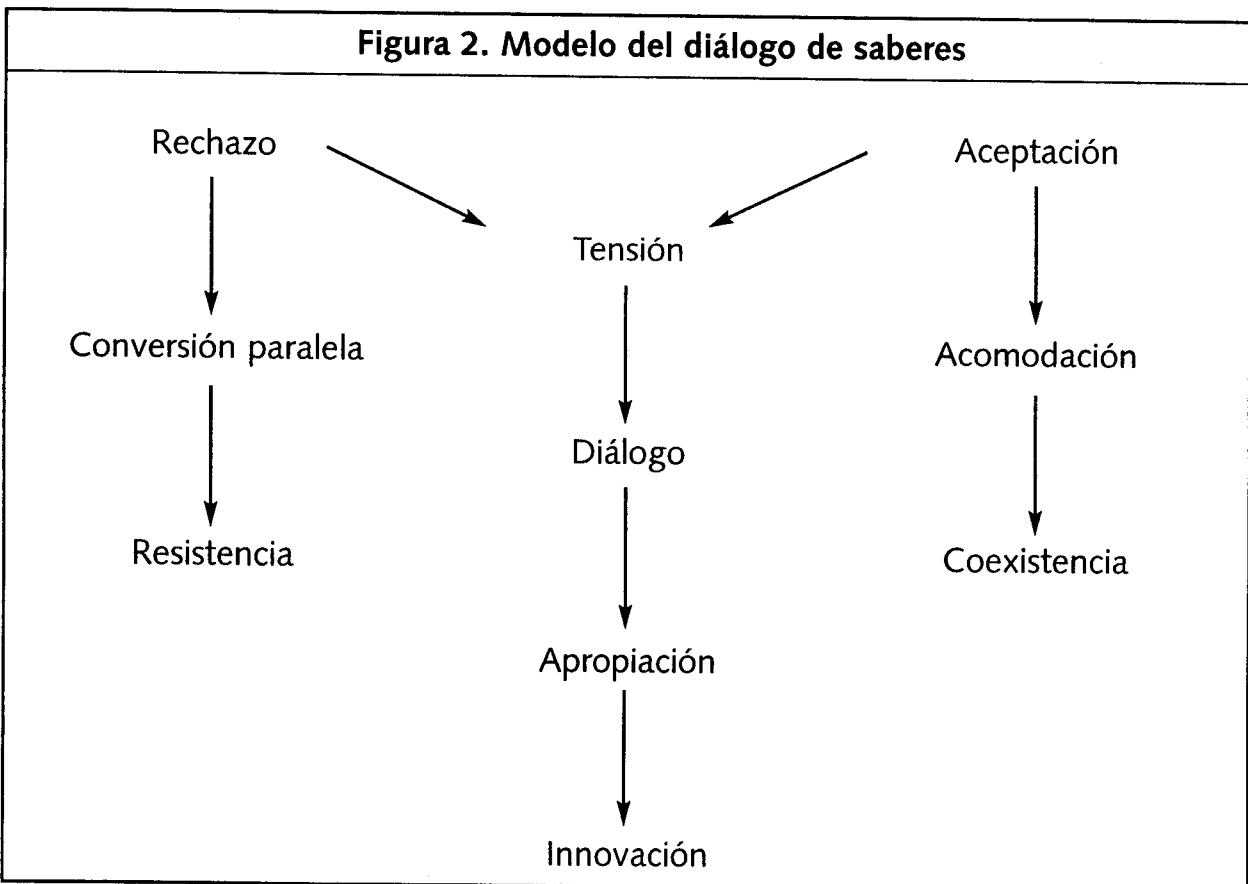 Figura 2. Modelo del diálogo de saberes
Rechazo
Aceptación
Tensión
Conversión paralela
Acomodación
Diálogo
Resistencia
Coexistencia
Apropiación
Innovación